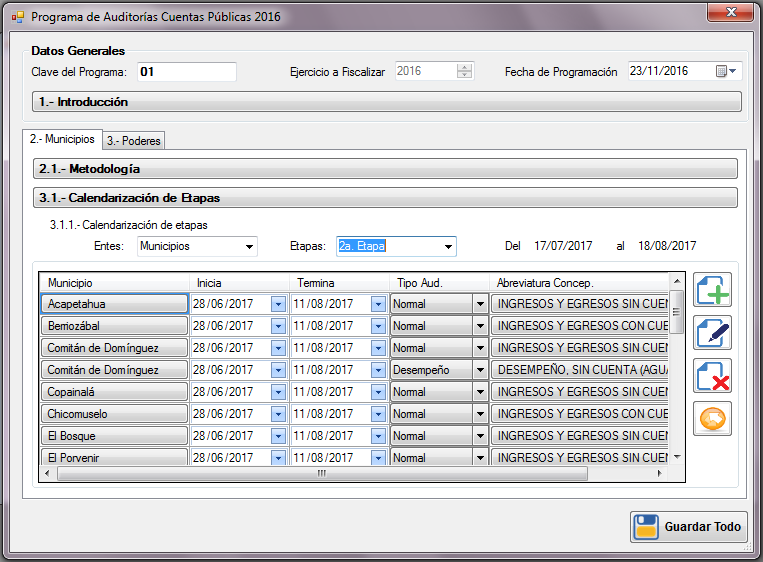 Programa de Auditorías Cuentas Públicas 2016
Datos Generales
Clave del Programa: 01 Ejercicio a Fiscalizar 2016 Fecha de Programación 23/11/2016
1.- Introducción
2.- Municipios 3.- Poderes
2.1.- Metodología
3.1.- Calendarización de Etapas
3.1.1.- Calendarización de etapas
Entes: Municipios Etapas: 2a. Etapa Del 17/07/2017 al 18/08/2017
Municipio Inicia Termina Tipo Aud. Abreviatura Concep.
Acapetahua 28/06/2017 11/08/2017 Normal INGRESOS Y EGRESOS SIN CUEN
Berriozábal 28/06/2017 11/08/2017 Normal INGRESOS Y EGRESOS CON CUE
Comitán de Domínguez 28/06/2017 11/08/2017 Normal INGRESOS Y EGRESOS SIN CUEN
Comitán de Domínguez 28/06/2017 11/08/2017 Desempeño DESEMPEÑO, SIN CUENTA (AGUA
Copainalá 28/06/2017 11/08/2017 Normal INGRESOS Y EGRESOS SIN CUEN
Chicomuselo 28/06/2017 11/08/2017 Normal INGRESOS Y EGRESOS CON CUE
El Bosque 28/06/2017 11/08/2017 Normal INGRESOS Y EGRESOS SIN CUEN
El Porvenir 28/06/2017 11/08/2017 Normal INGRESOS Y EGRESOS SIN CUEN
Guardar Todo